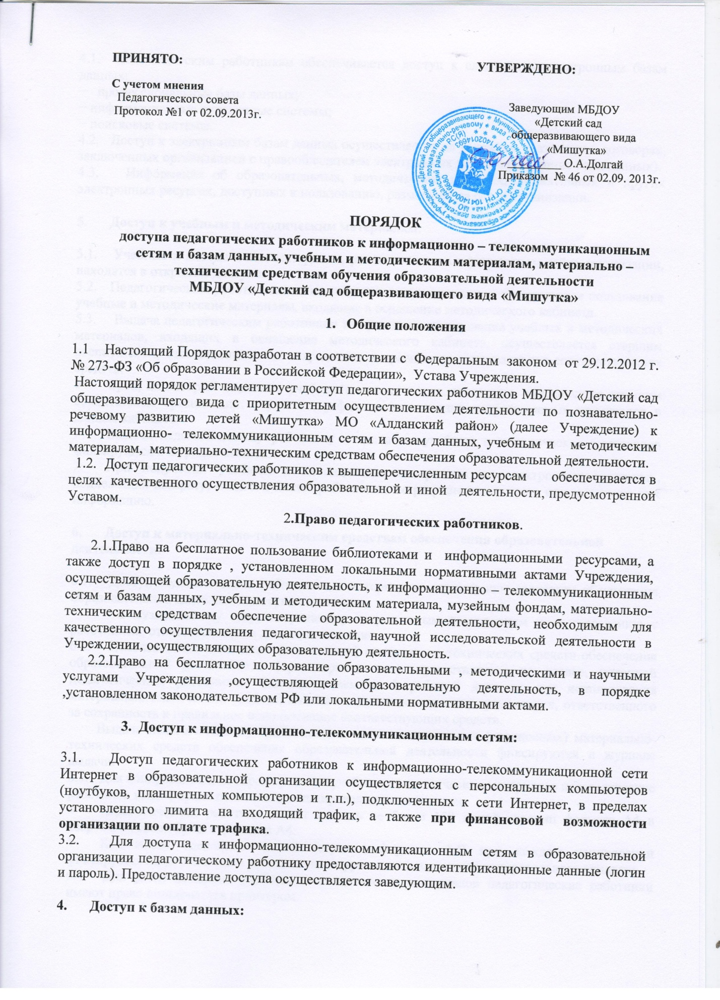 ПРИНЯТО:
УТВЕРЖДЕНО:
С учетом мнения
Педагогического совета
Протокол №1 от 02.09.2013г.
Заведующим МБДОУ
«Детский сад
общеразвивающего вида
«Мишутка»
О.А.Долгай
Приказом № 46 от 02.09. 2013г.
ПОРЯДОК
доступа педагогических работников к информационно – телекоммуникационным
сетям и базам данных, учебным и методическим материалам, материально –
техническим средствам обучения образовательной деятельности
МБДОУ «Детский сад общеразвивающего вида «Мишутка»
1. Общие положения
1.1 Настоящий Порядок разработан в соответствии с Федеральным законом от 29.12.2012 г.
№ 273-ФЗ «Об образовании в Российской Федерации», Устава Учреждения.
Настоящий порядок регламентирует доступ педагогических работников МБДОУ «Детский сад
общеразвивающего вида с приоритетным осуществлением деятельности по познавательно-
речевому развитию детей «Мишутка» МО «Алданский район» (далее Учреждение) к
информационно- телекоммуникационным сетям и базам данных, учебным и методическим
материалам, материально-техническим средствам обеспечения образовательной деятельности.
1.2. Доступ педагогических работников к вышеперечисленным ресурсам обеспечивается в
целях качественного осуществления образовательной и иной деятельности, предусмотренной
Уставом.
2.Право педагогических работников.
2.1.Право на бесплатное пользование библиотеками и информационными ресурсами, а
также доступ в порядке , установленном локальными нормативными актами Учреждения,
осуществляющей образовательную деятельность, к информационно – телекоммуникационным
сетям и базам данных, учебным и методическим материала, музейным фондам, материально-
техническим средствам обеспечение образовательной деятельности, необходимым для
качественного осуществления педагогической, научной исследовательской деятельности в
Учреждении, осуществляющих образовательную деятельность.
2.2.Право на бесплатное пользование образовательными , методическими и научными
услугами Учреждения ,осуществляющей образовательную деятельность, в порядке
,установленном законодательством РФ или локальными нормативными актами.
3. Доступ к информационно-телекоммуникационным сетям:
3.1. Доступ педагогических работников к информационно-телекоммуникационной сети
Интернет в образовательной организации осуществляется с персональных компьютеров
(ноутбуков, планшетных компьютеров и т.п.), подключенных к сети Интернет, в пределах
установленного лимита на входящий трафик, а также при финансовой возможности
организации по оплате трафика.
3.2. Для доступа к информационно-телекоммуникационным сетям в образовательной
организации педагогическому работнику предоставляются идентификационные данные (логин
и пароль). Предоставление доступа осуществляется заведующим.
4. Доступ к базам данных: